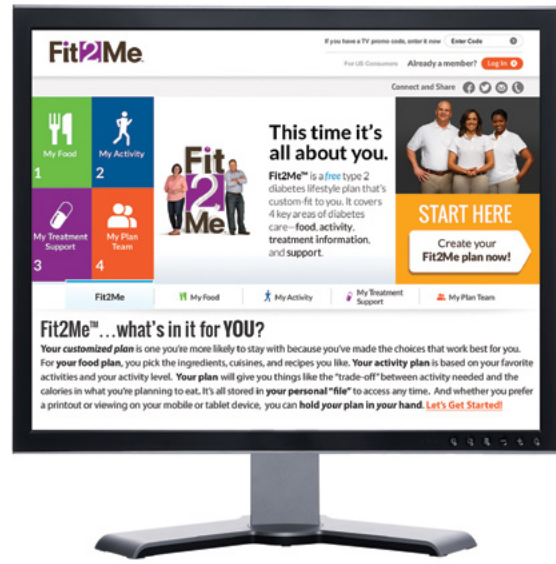 Fit2Me™
If you have a TV promo code, enter it now Enter Code
For US Consumers Already a member? Log In
Connect and Share
My Food
1
My Activity
2
My Treatment
Support
3
My Plan
Team
4
Fit
2
Me
This time it's
all about you.
Fit2Me™ is a free type 2
diabetes lifestyle plan that's
custom-fit to you. It covers
4 key areas of diabetes
care—food, activity,
treatment information,
and support.
START HERE
Create your
Fit2Me plan now!
Fit2Me My Food My Activity My Treatment Support My Plan Team
Fit2Me™...what's in it for YOU?
Your customized plan is one you're more likely to stay with because you've made the choices that work best for you.
For your food plan, you pick the ingredients, cuisines, and recipes you like. Your activity plan is based on your favorite
activities and your activity level. Your plan will give you things like the "trade-off" between activity needed and the
calories in what you're planning to eat. It's all stored in your personal "file" to access any time. And whether you prefer
a printout or viewing on your mobile or tablet device, you can hold your plan in your hand. Let's Get Started!